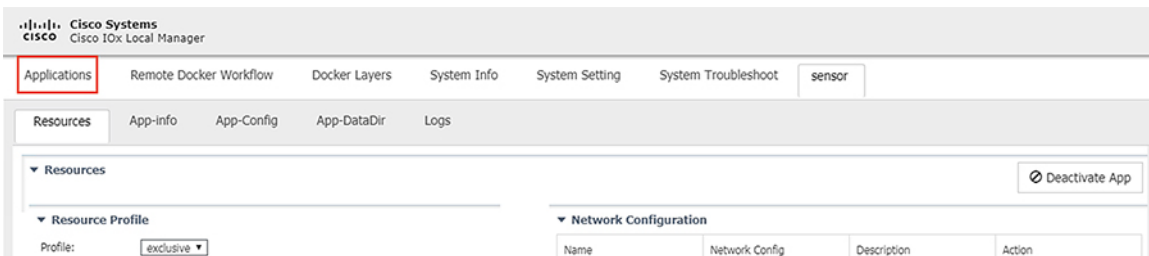 Cisco Systems
CISCO Cisco IOx Local Manager
Applications Remote Docker Workflow Docker Layers System Info System Setting System Troubleshoot sensor
Resources App-info App-Config App-DataDir Logs
Resources
Deactivate App
Resource Profile
Network Configuration
Profile: exclusive
Name Network Config Description Action